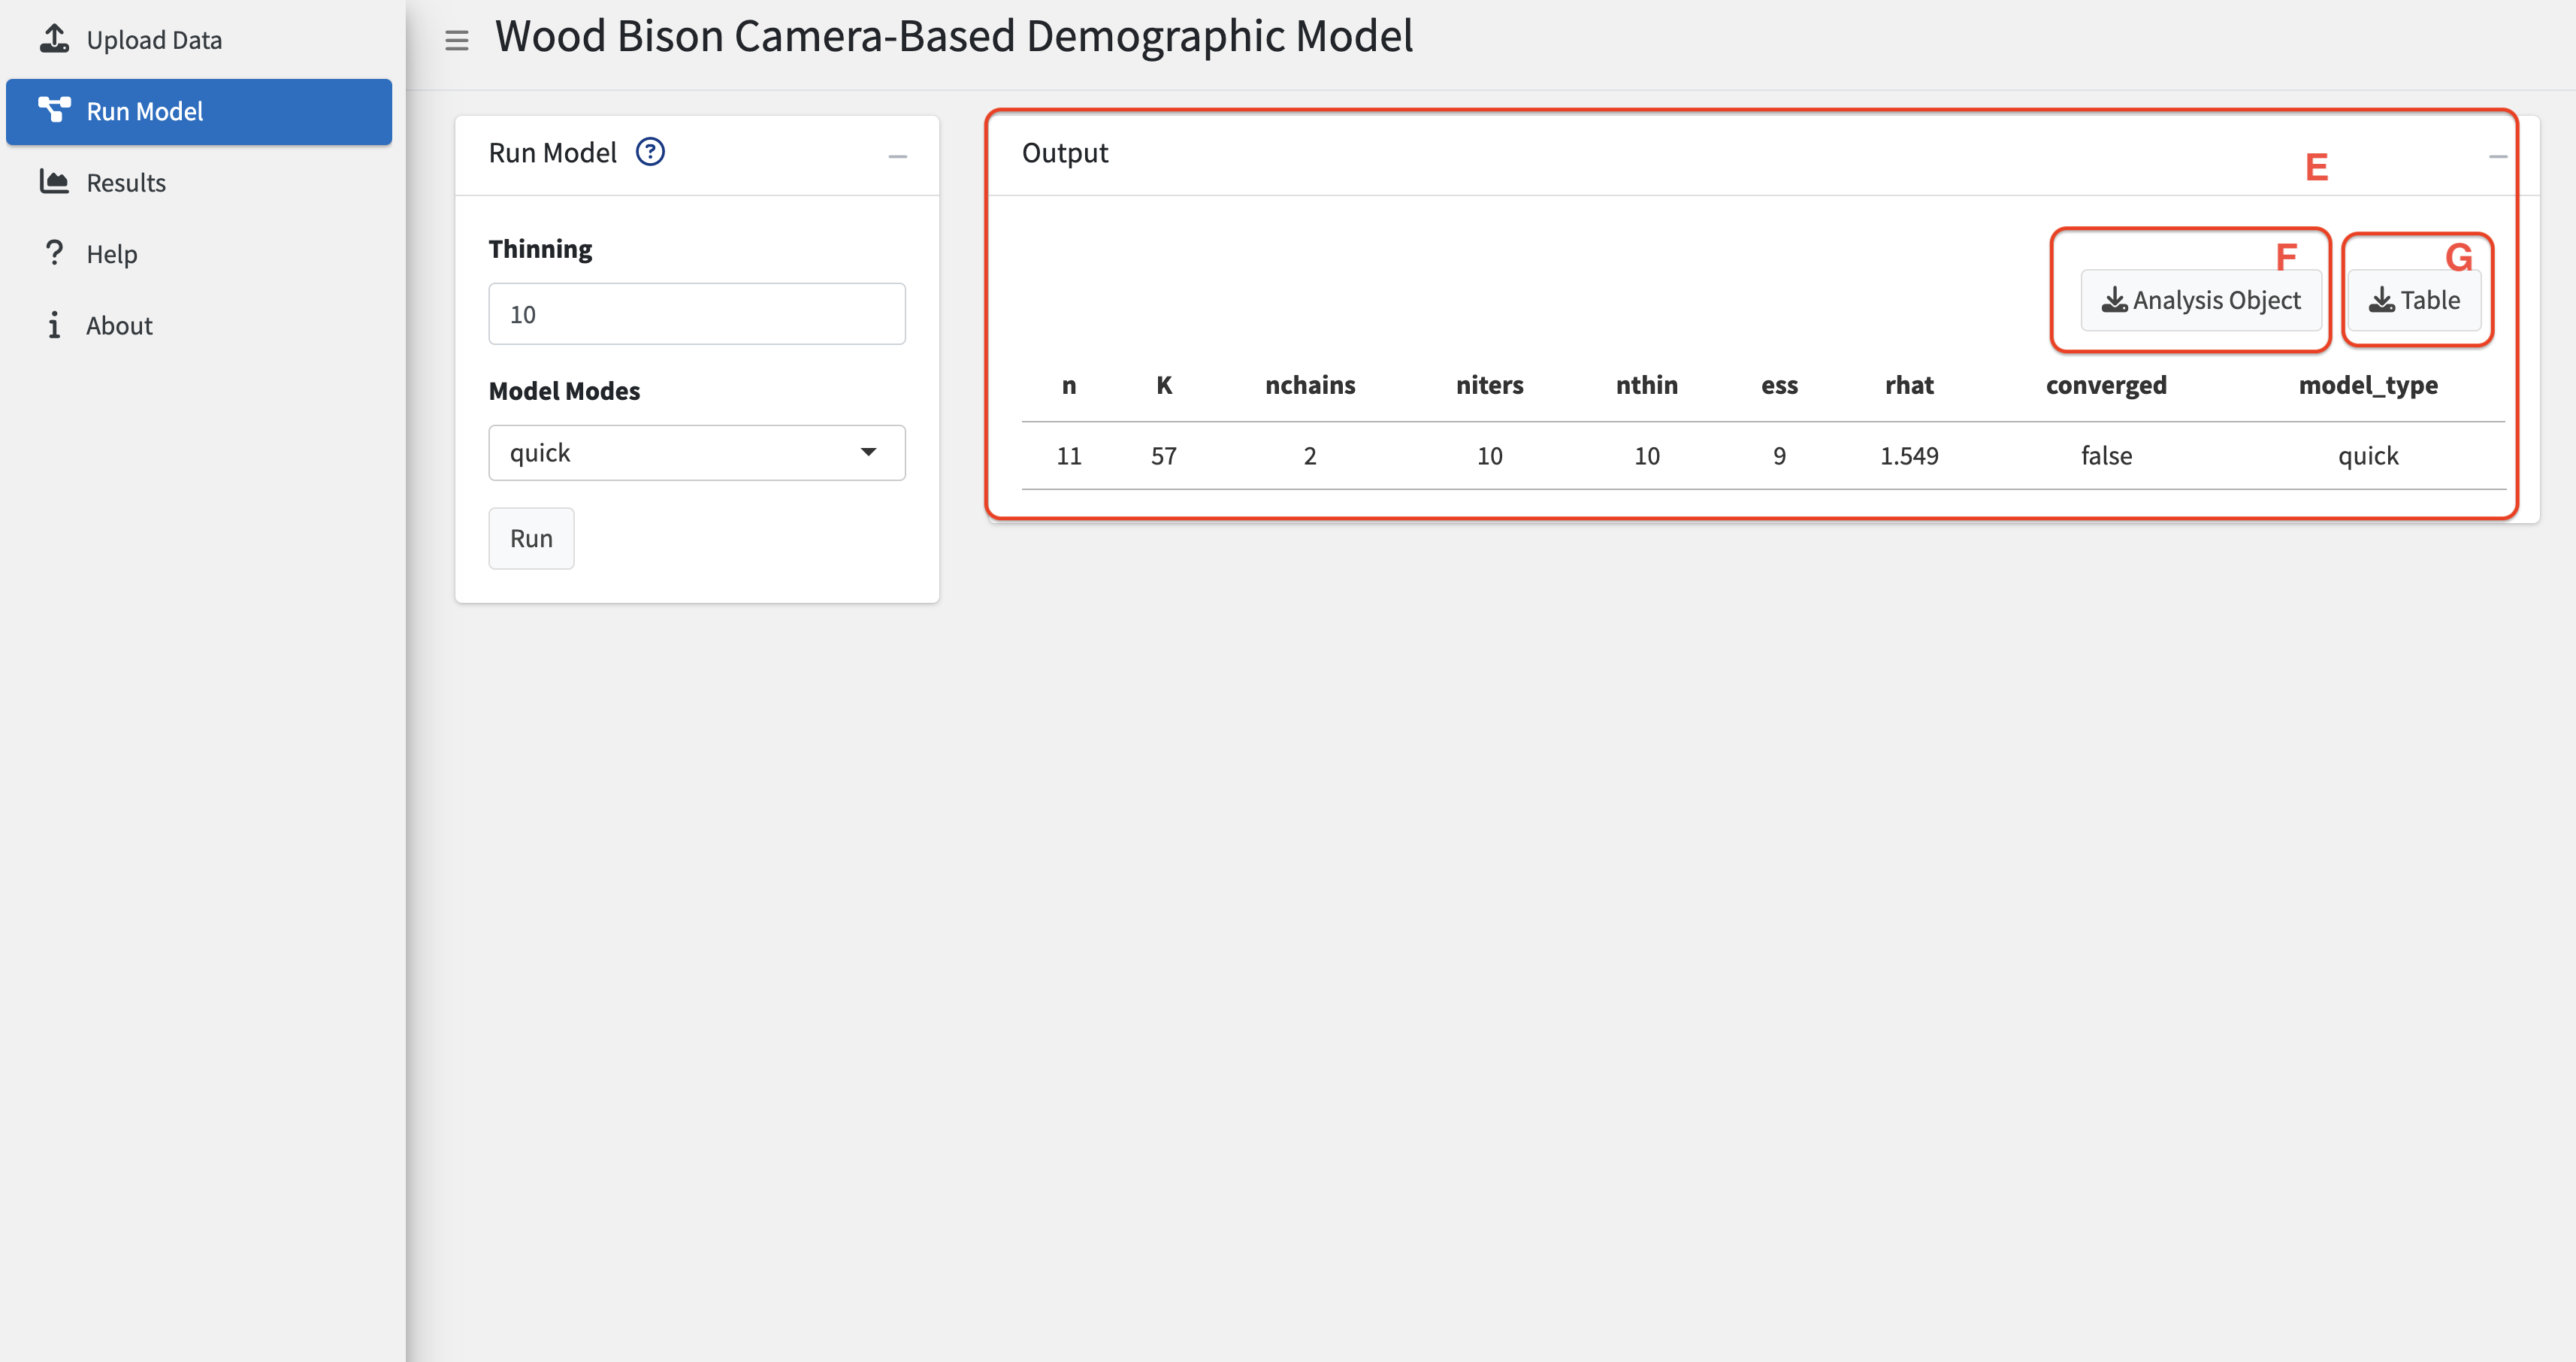 Upload Data
Run Model
Results
? Help
i About
Wood Bison Camera-Based Demographic Model
Run Model ?
Thinning
10
Model Modes
quick
Run
Output
E
F
G
Analysis Object Table
n K nchains niters nthin ess rhat converged model_type
11 57 2 10 10 9 1.549 false quick